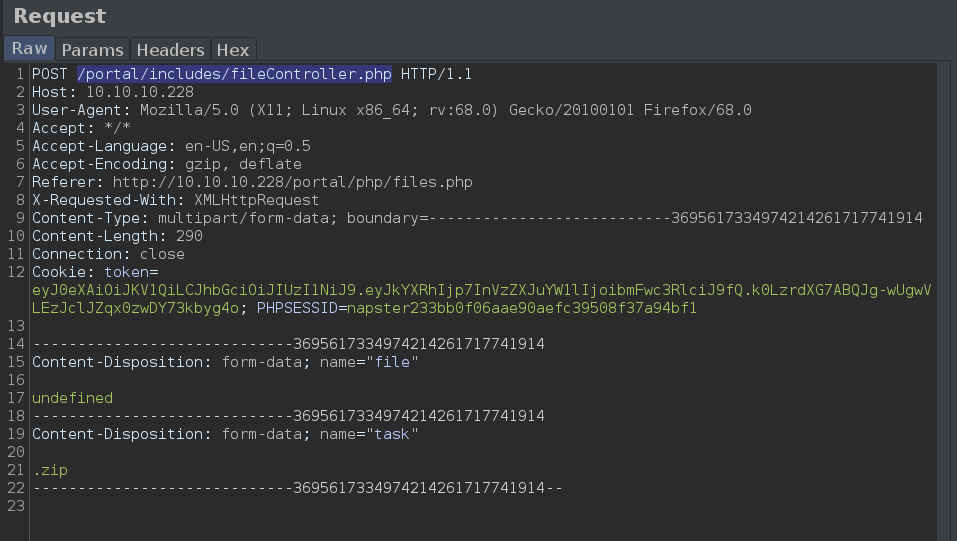 Request
Raw Params Headers Hex
1 POST /portal/includes/fileController.php HTTP/1.1
2 Host: 10.10.10.228
3 User-Agent: Mozilla/5.0 (X11; Linux x86_64; rv:68.0) Gecko/20100101 Firefox/68.0
4 Accept: */*
5 Accept-Language: en-US,en;q=0.5
6 Accept-Encoding: gzip, deflate
7 Referer: http://10.10.10.228/portal/php/files.php
8 X-Requested-With: XMLHttpRequest
9 Content-Type: multipart/form-data; boundary=---------------------------3695617334974214261717741914
10 Content-Length: 290
11 Connection: close
12 Cookie: token=
eyJ0eXAiOiJKV1QiLCJhbGciOiJIUzI1NiJ9.eyJkYXRhIjp7InVzZXJuYW1lIjoibmFwc3RlciJ9fQ.k0LzrdXG7ABQJg-wUgwV
LEzJclJZqx0zwDY73kbyg4o; PHPSESSID=napster233bb0f06aae90aefc39508f37a94bf1
13
14 -----------------------------3695617334974214261717741914
15 Content-Disposition: form-data; name="file"
16
17 undefined
18 -----------------------------3695617334974214261717741914
19 Content-Disposition: form-data; name="task"
20
21 .zip
22 -----------------------------3695617334974214261717741914--
23